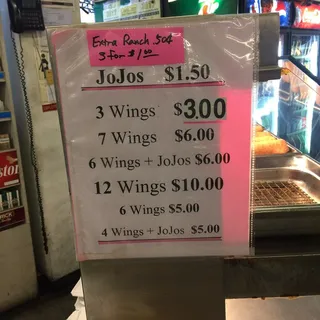 Extra Ranch 50¢
3 for $1.00
JoJos $1.50
3 Wings $3.00
7 Wings $6.00
6 Wings + JoJos $6.00
12 Wings $10.00
6 Wings $5.00
4 Wings + JoJos $5.00